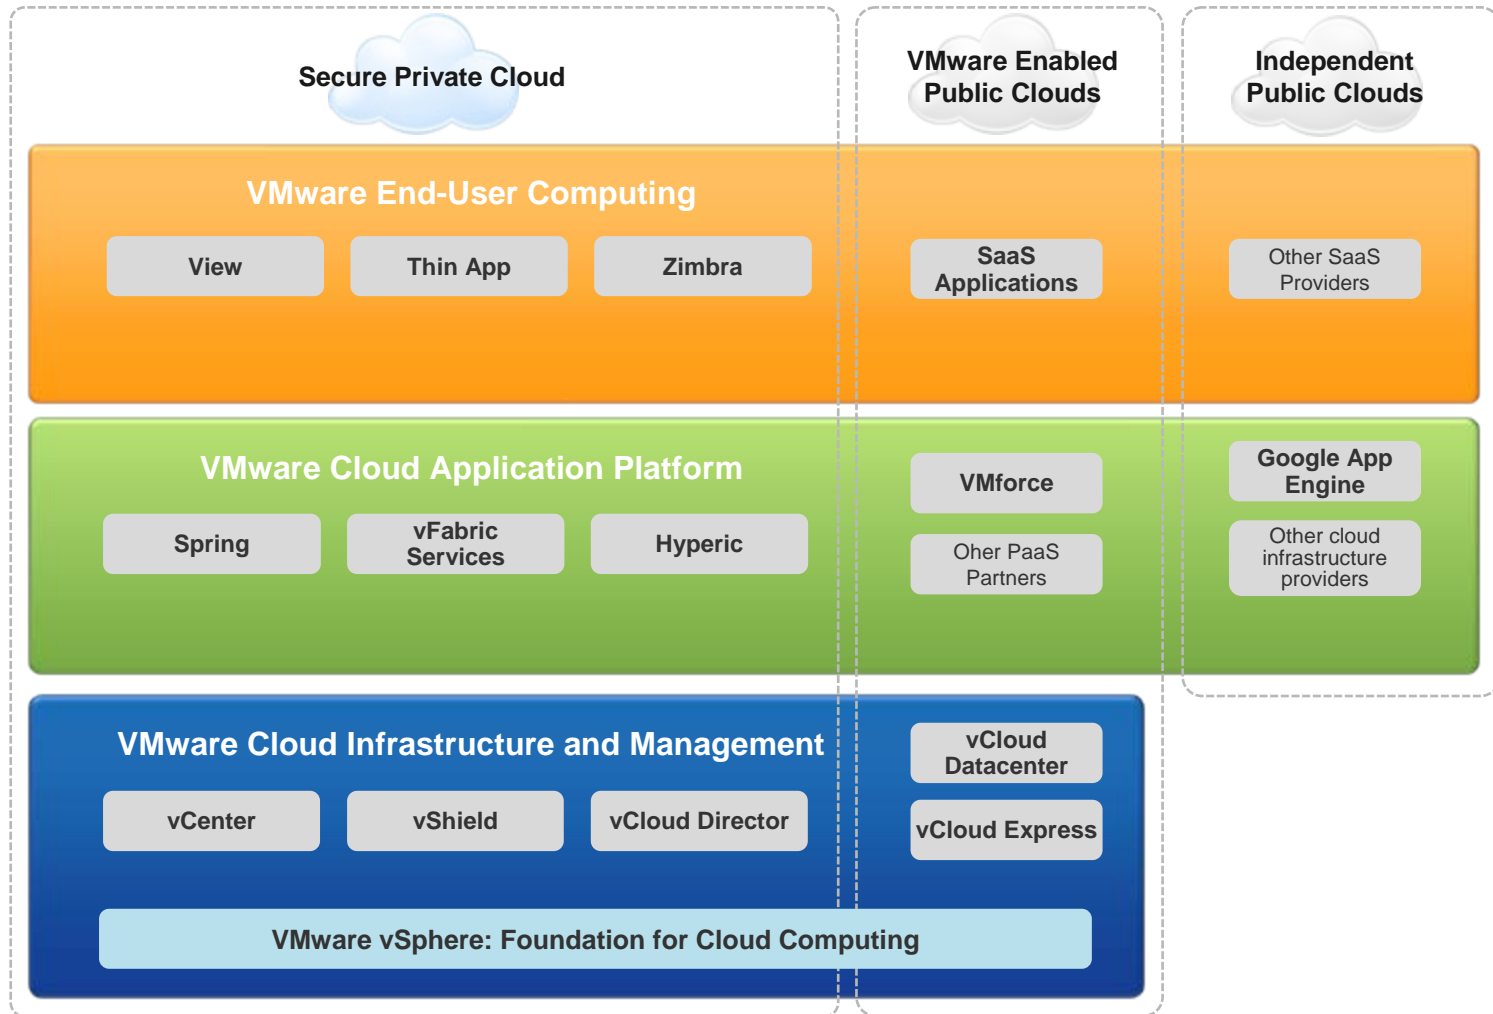 Secure Private Cloud
VMware Enabled
Public Clouds
Independent
Public Clouds
VMware End-User Computing
View
Thin App
Zimbra
SaaS
Applications
Other SaaS
Providers
VMware Cloud Application Platform
Spring
vFabric
Services
Hyperic
VMforce
Oher PaaS
Partners
Google App
Engine
Other cloud
infrastructure
providers
VMware Cloud Infrastructure and Management
vCenter
vShield
vCloud Director
vCloud
Datacenter
vCloud Express
VMware vSphere: Foundation for Cloud Computing